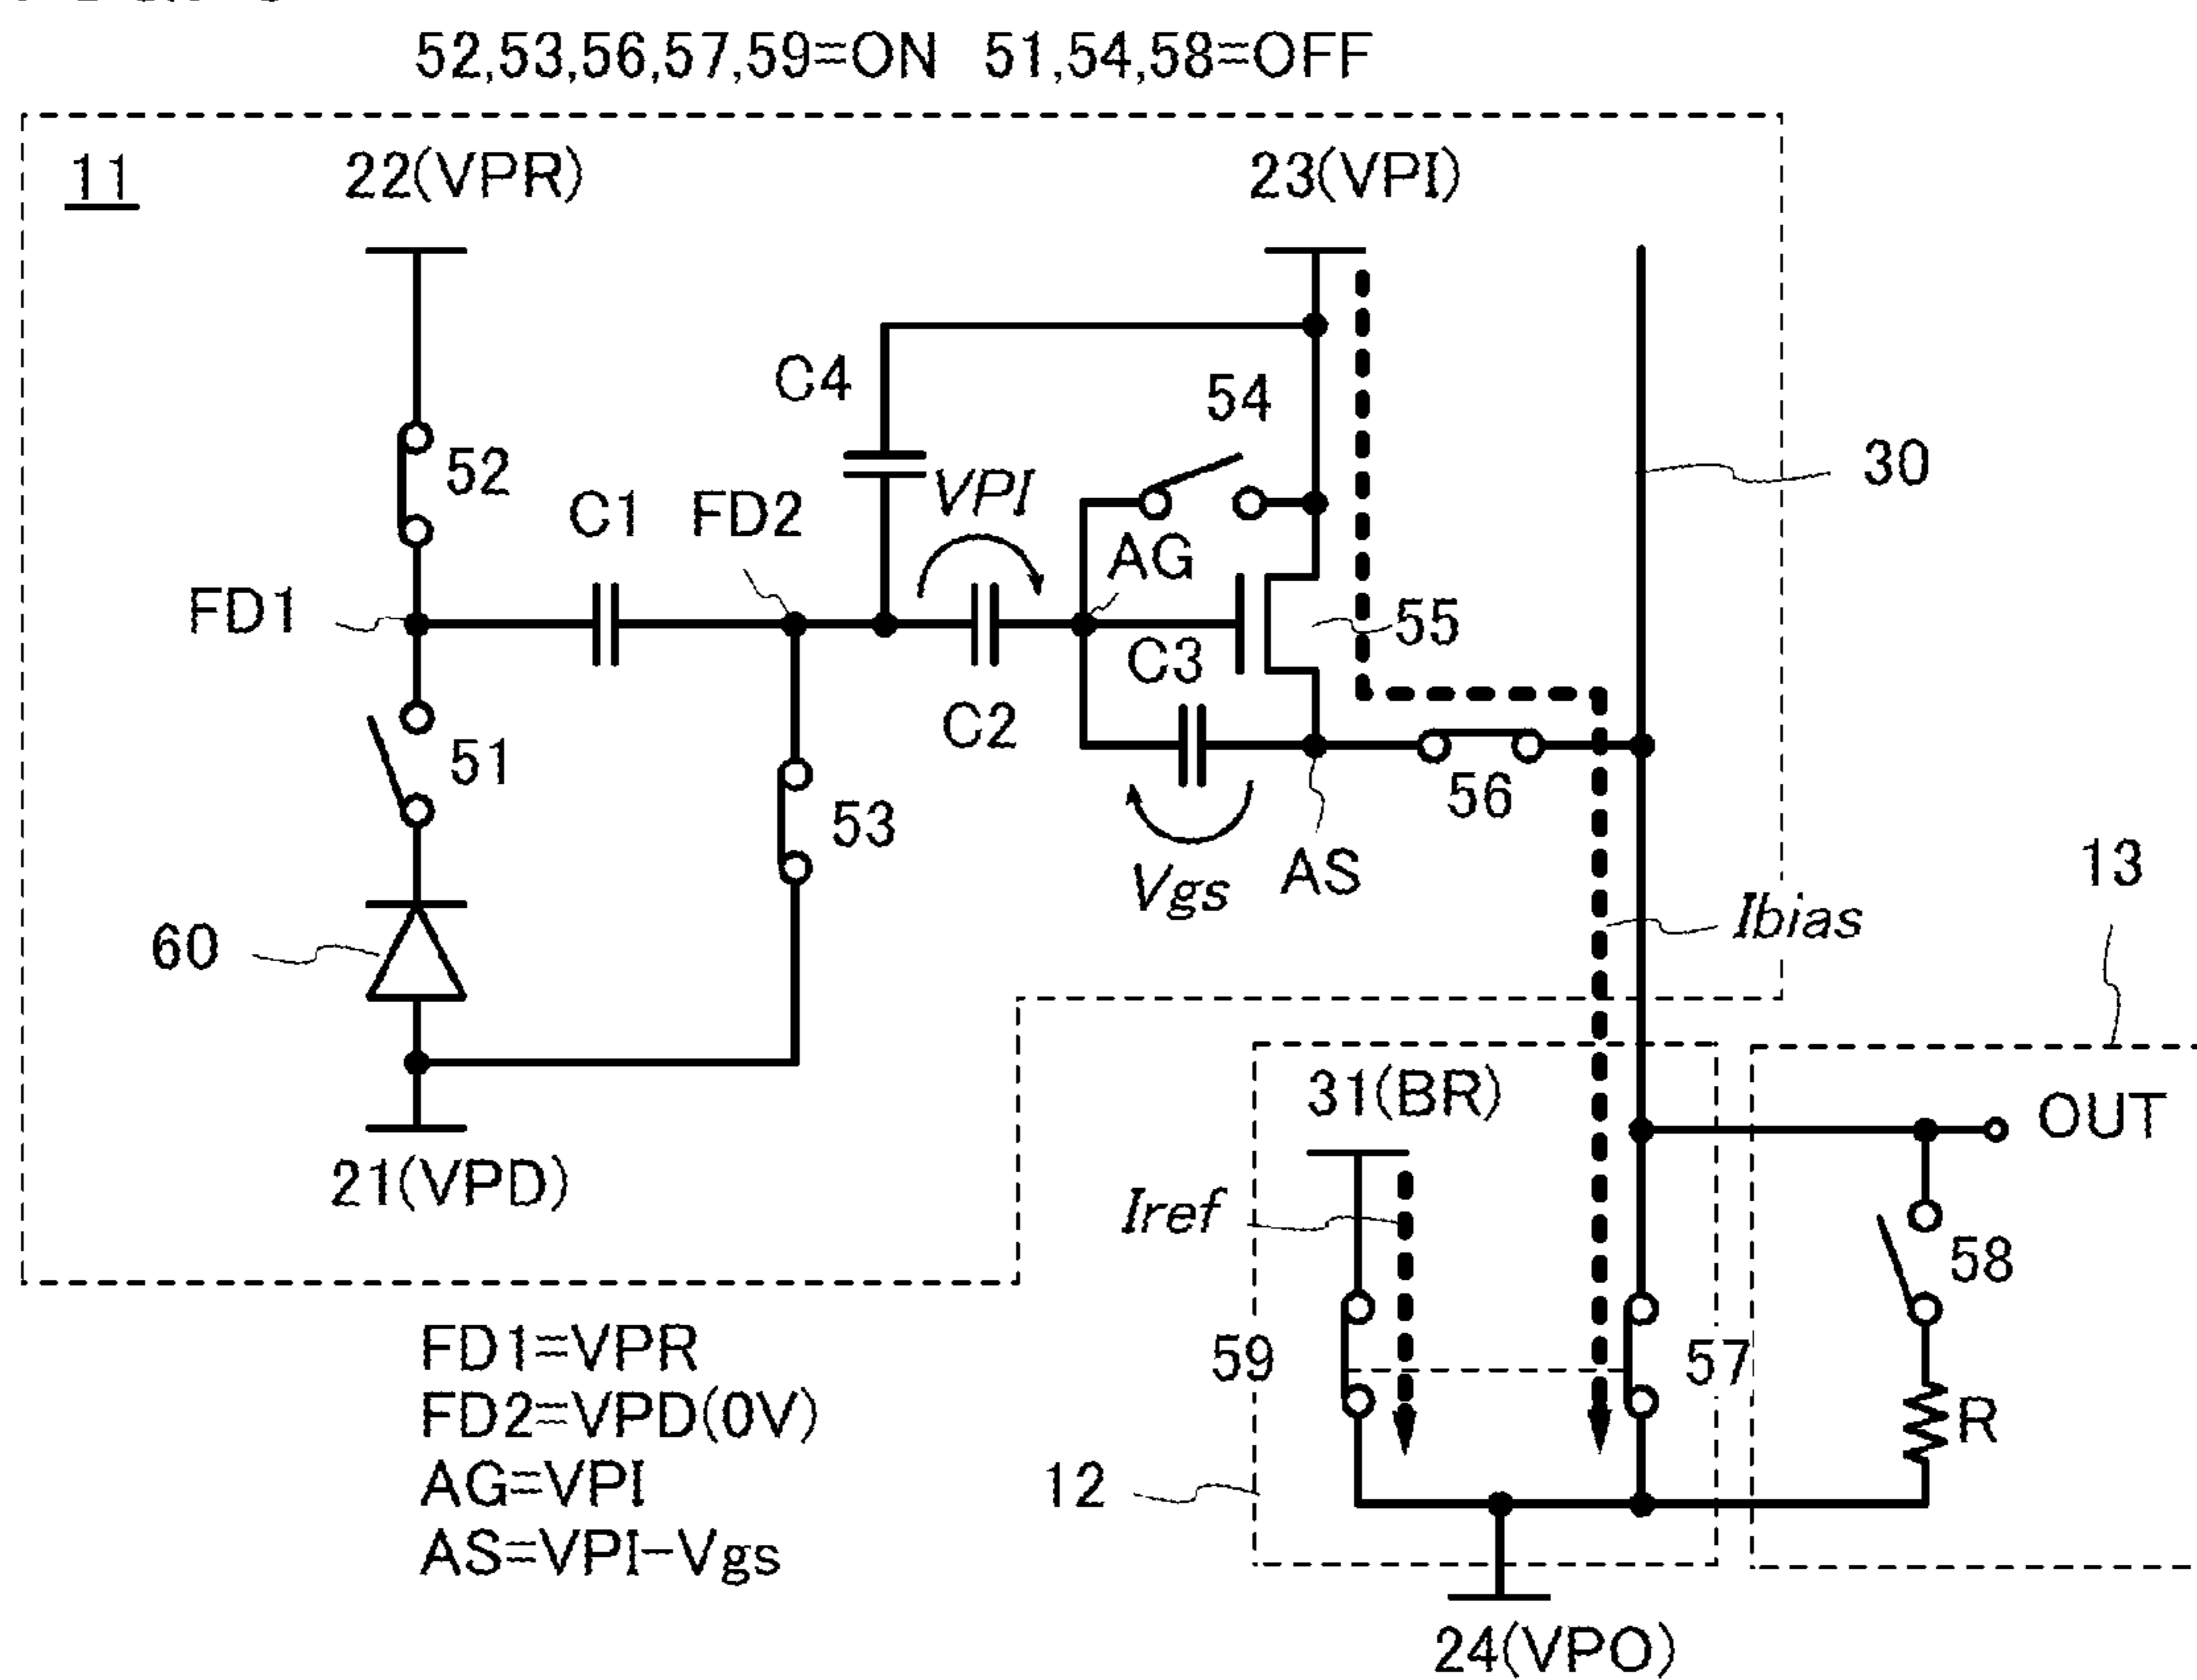 52,53,56,57,59=ON 51,54,58=OFF
11
22(VPR)
23(VPI)
C4
54
52
VPI
30
C1
FD2
AG
FD1
55
C3
C2
51
53
56
Vgs
AS
13
60
Ibias
31(BR)
OUT
21(VPD)
Iref
58
FD1=VPR
59
57
FD2=VPD(0V)
R
AG=VPI
12
AS=VPI-Vgs
24(VPO)